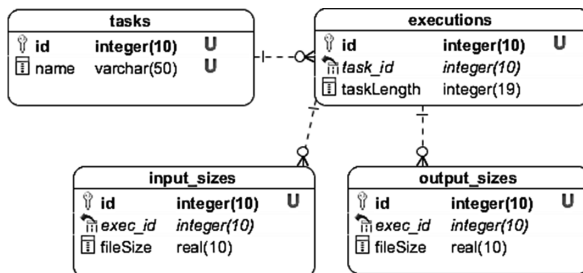 tasks
id integer(10) U
name varchar(50) U
executions
id integer(10) U
task_id integer(10)
taskLength integer(19)
input_sizes
id integer(10) U
exec_id integer(10)
fileSize real(10)
output_sizes
id integer(10) U
exec_id integer(10)
fileSize real(10)